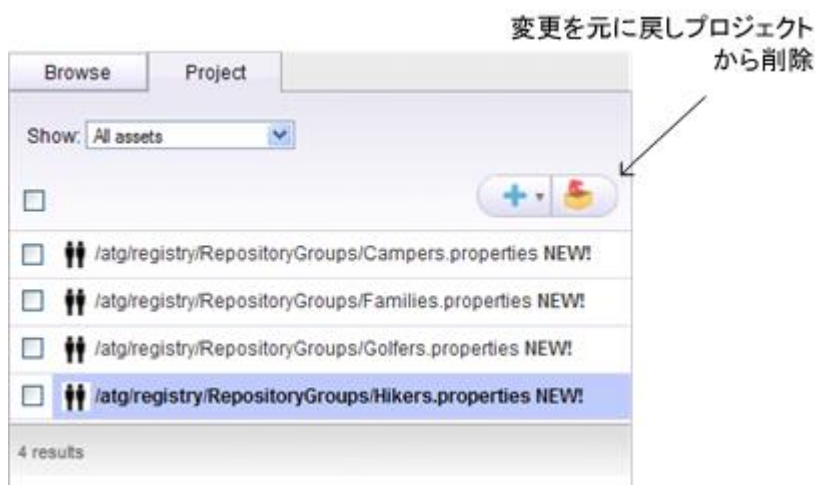 変更を元に戻しプロジェクト
から削除
Browse Project
Show: All assets
/atg/registry/RepositoryGroups/Campers.properties NEW!
/atg/registry/RepositoryGroups/Families.properties NEW!
/atg/registry/RepositoryGroups/Golfers.properties NEW!
/atg/registry/RepositoryGroups/Hikers.properties NEW!
4 results